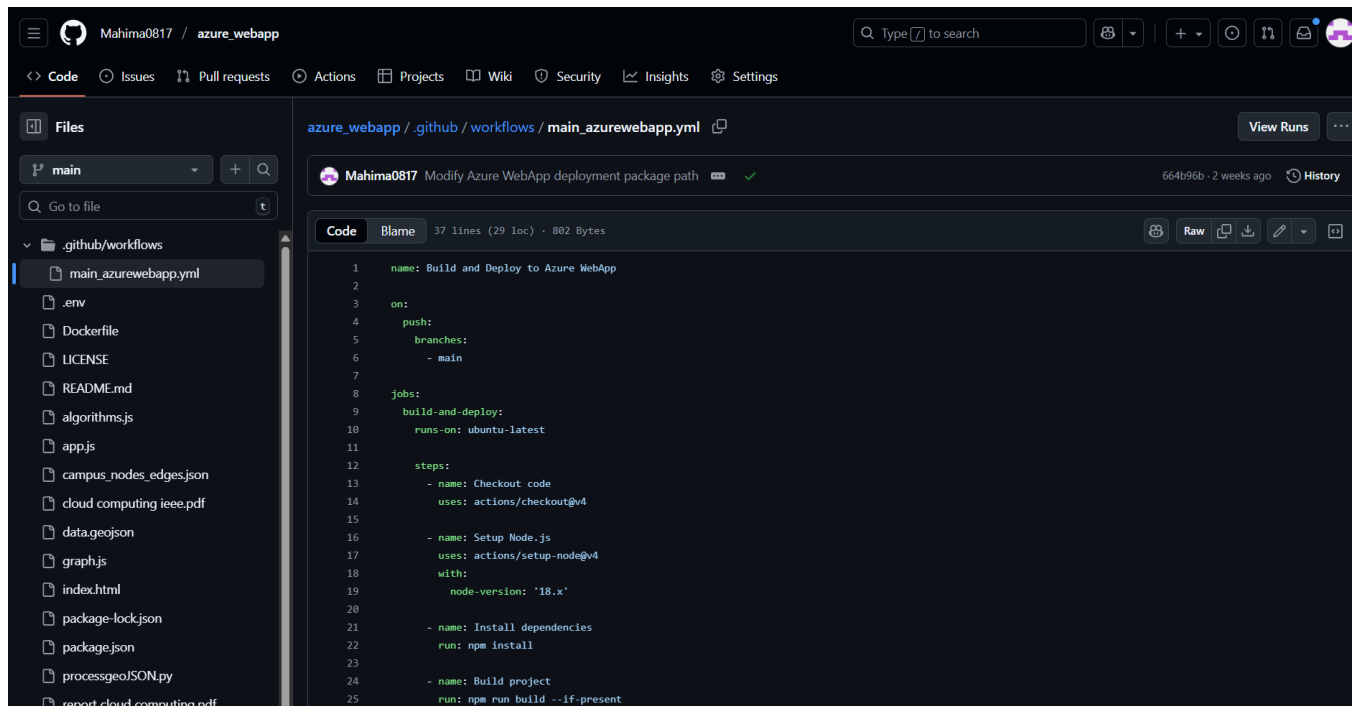 Mahima0817 / azure_webapp
Type / to search
Code
Issues
Pull requests
Actions
Projects
Wiki
Security
Insights
Settings
Files
main
Go to file
t
.github/workflows
main_azurewebapp.yml
.env
Dockerfile
LICENSE
README.md
algorithms.js
app.js
campus_nodes_edges.json
cloud computing ieee.pdf
data.geojson
graph.js
index.html
package-lock.json
package.json
processgeoJSON.py
report cloud computing.pdf
azure_webapp / .github / workflows / main_azurewebapp.yml
View Runs
Mahima0817 Modify Azure WebApp deployment package path
664b96b · 2 weeks ago
History
Code
Blame
37 lines (29 loc) · 802 Bytes
Raw
1 name: Build and Deploy to Azure WebApp
2
3 on:
4 push:
5 branches:
6 - main
7
8 jobs:
9 build-and-deploy:
10 runs-on: ubuntu-latest
11
12 steps:
13 - name: Checkout code
14 uses: actions/checkout@v4
15
16 - name: Setup Node.js
17 uses: actions/setup-node@v4
18 with:
19 node-version: '18.x'
20
21 - name: Install dependencies
22 run: npm install
23
24 - name: Build project
25 run: npm run build --if-present